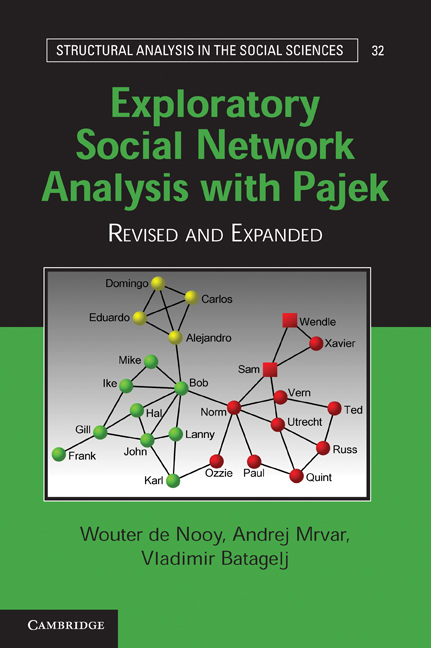 STRUCTURAL ANALYSIS IN THE SOCIAL SCIENCES 32
Exploratory
Social Network
Analysis with Pajek
REVISED AND EXPANDED
Domingo
Carlos
Eduardo
Alejandro
Wendle
Xavier
Mike
Sam
Ike
Bob
Vern
Hal
Norm
Ted
Gill
Lanny
Utrecht
John
Russ
Frank
Karl
Ozzie
Paul
Quint
Wouter de Nooy, Andrej Mrvar,
Vladimir Batagelj
CAMBRIDGE